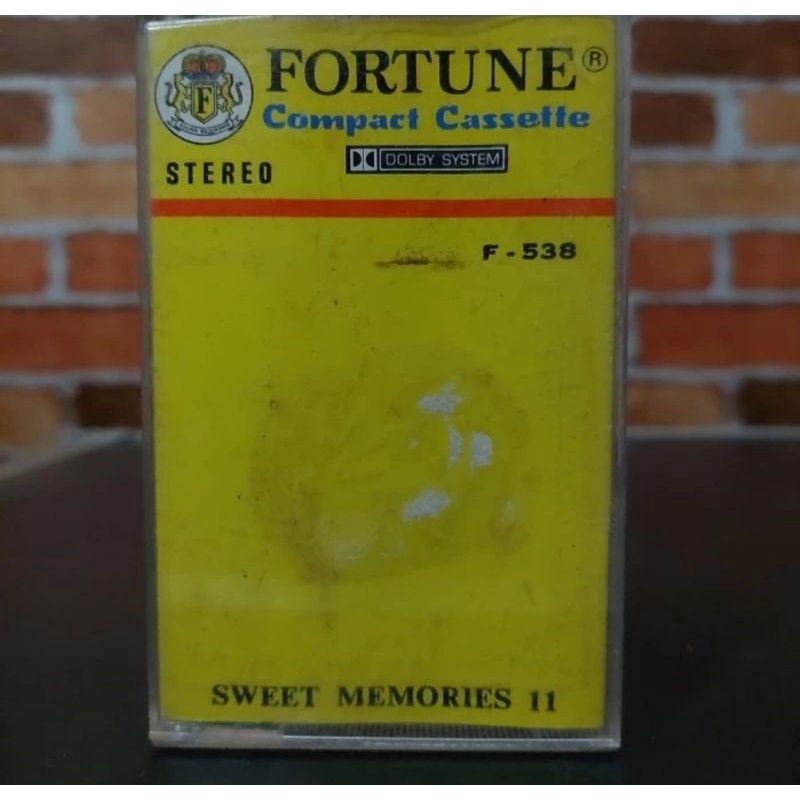 F
FORTUNE®
Compact Cassette
DOLBY SYSTEM
STEREO
F-538
SWEET MEMORIES 11